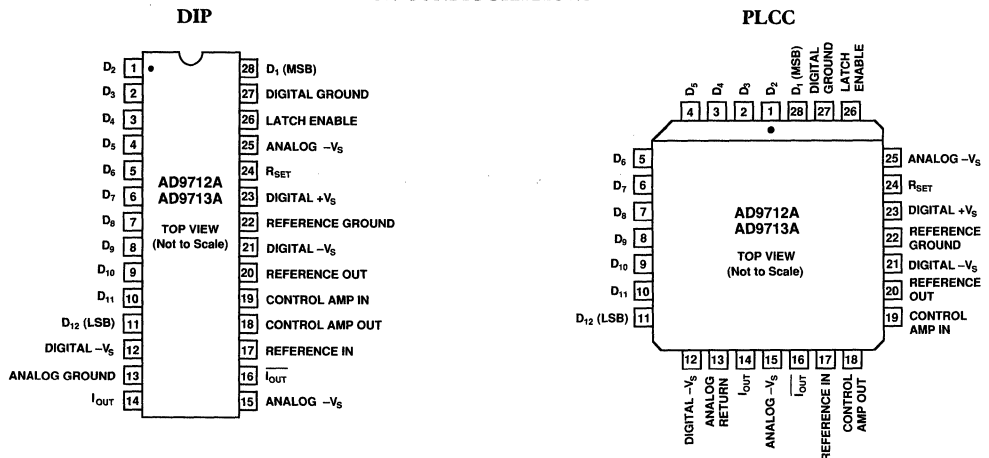 DIP
D2 1
D3 2
D4 3
D5 4
D6 5
D7 6
D8 7
D9 8
D10 9
D11 10
D12 (LSB) 11
DIGITAL –VS 12
ANALOG GROUND 13
IOUT 14
AD9712A
AD9713A
TOP VIEW
(Not to Scale)
28 D1 (MSB)
27 DIGITAL GROUND
26 LATCH ENABLE
25 ANALOG –VS
24 RSET
23 DIGITAL +VS
22 REFERENCE GROUND
21 DIGITAL –VS
20 REFERENCE OUT
19 CONTROL AMP IN
18 CONTROL AMP OUT
17 REFERENCE IN
16 IOUT
15 ANALOG –VS
PLCC
D5
D4
D3
D2
D1 (MSB)
DIGITAL
GROUND
LATCH
ENABLE
4 3 2 1 28 27 26
D6 5
D7 6
D8 7
D9 8
D10 9
D11 10
D12 (LSB) 11
AD9712A
AD9713A
TOP VIEW
(Not to Scale)
25 ANALOG –VS
24 RSET
23 DIGITAL +VS
22 REFERENCE
GROUND
21 DIGITAL –VS
20 REFERENCE
OUT
19 CONTROL
AMP IN
12 13 14 15 16 17 18
DIGITAL –VS
ANALOG
RETURN
IOUT
ANALOG –VS
IOUT
REFERENCE IN
CONTROL
AMP OUT